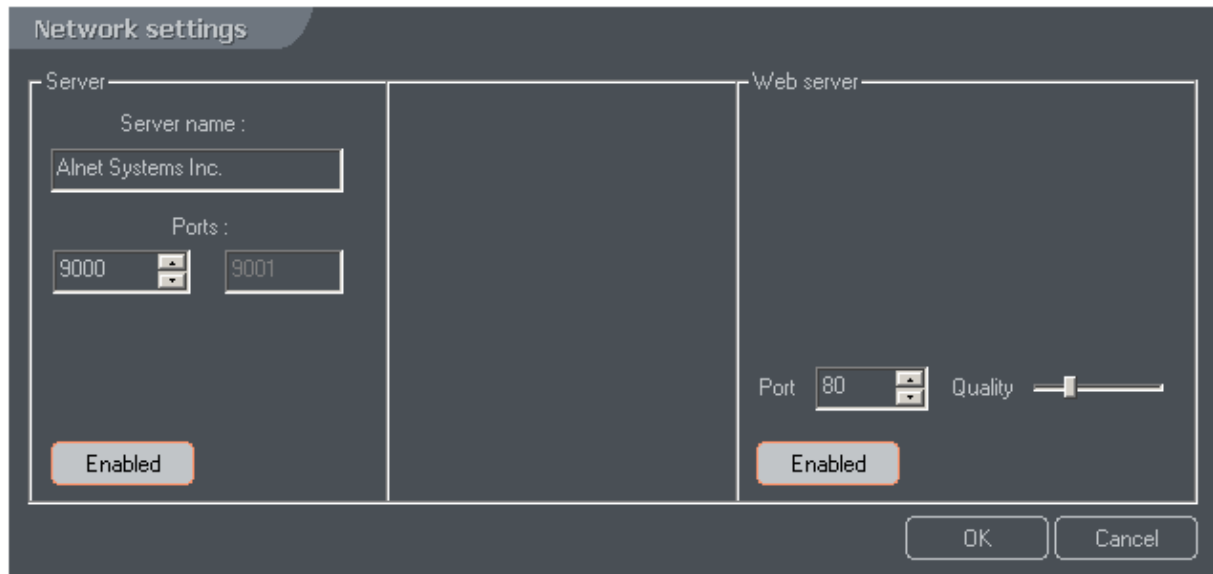 Network settings
Server
Server name :
Alnet Systems Inc.
Ports :
9000 9001
Enabled
Web server
Port 80 Quality
Enabled
OK Cancel